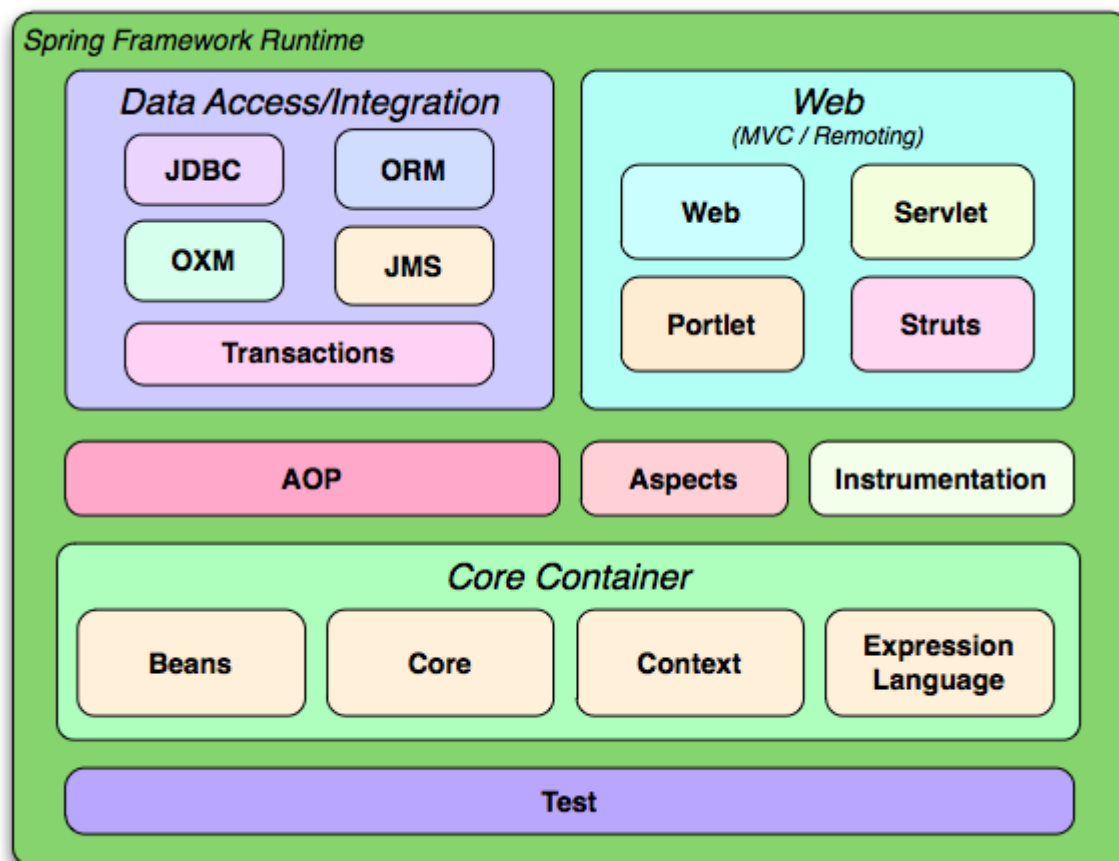 Spring Framework Runtime
Data Access/Integration
JDBC
ORM
OXM
JMS
Transactions
Web
(MVC / Remoting)
Web
Servlet
Portlet
Struts
AOP
Aspects
Instrumentation
Core Container
Beans
Core
Context
Expression
Language
Test